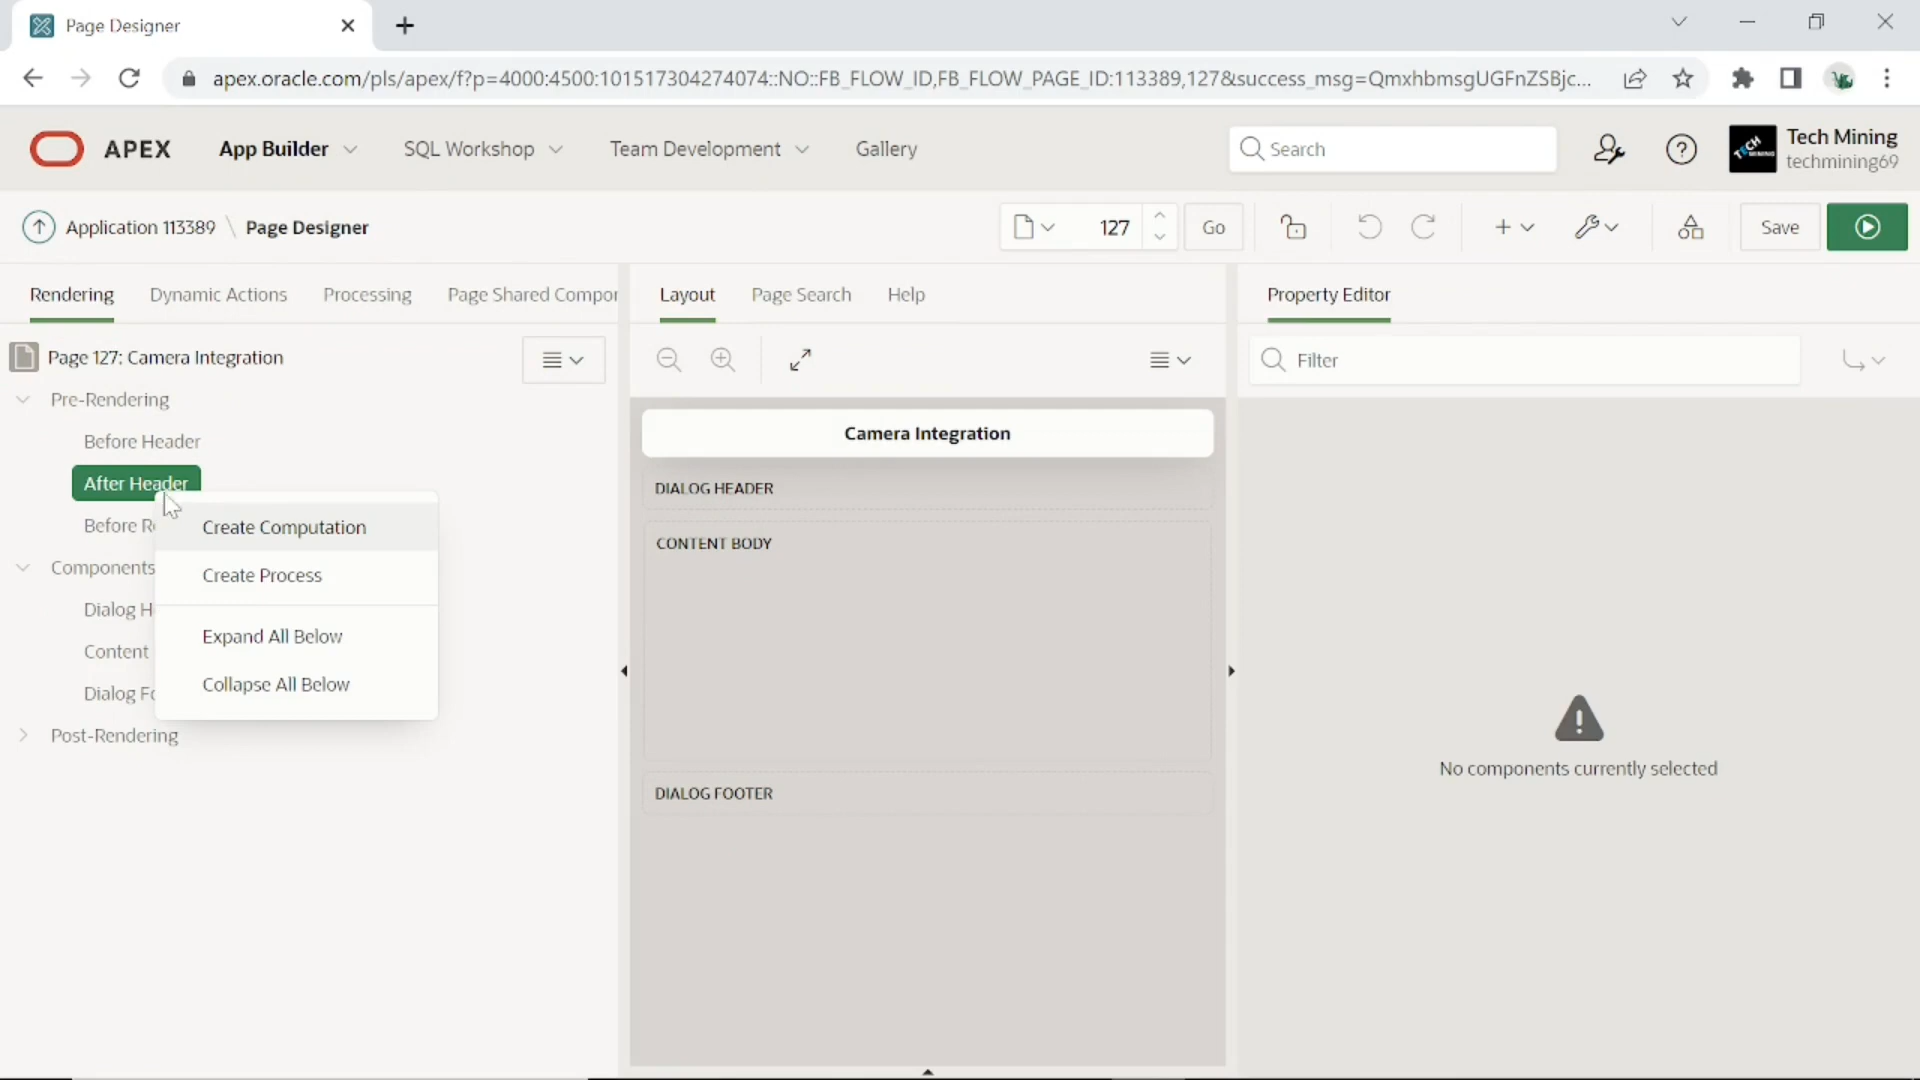 Page Designer
apex.oracle.com/pls/apex/f?p=4000:4500:101517304274074::NO::FB_FLOW_ID,FB_FLOW_PAGE_ID:113389,127&success_msg=QmxhbmsgUGFnZSBjc...
APEX App Builder SQL Workshop Team Development Gallery Search Tech Mining
techmining69
Application 113389 \ Page Designer 127 Go Save
Rendering Dynamic Actions Processing Page Shared Compor Layout Page Search Help Property Editor
Page 127: Camera Integration Filter
Pre-Rendering
Before Header
After Header
Before R
Components
Dialog H
Content
Dialog Fo
Post-Rendering
Create Computation
Create Process
Expand All Below
Collapse All Below
Camera Integration
DIALOG HEADER
CONTENT BODY
DIALOG FOOTER
No components currently selected